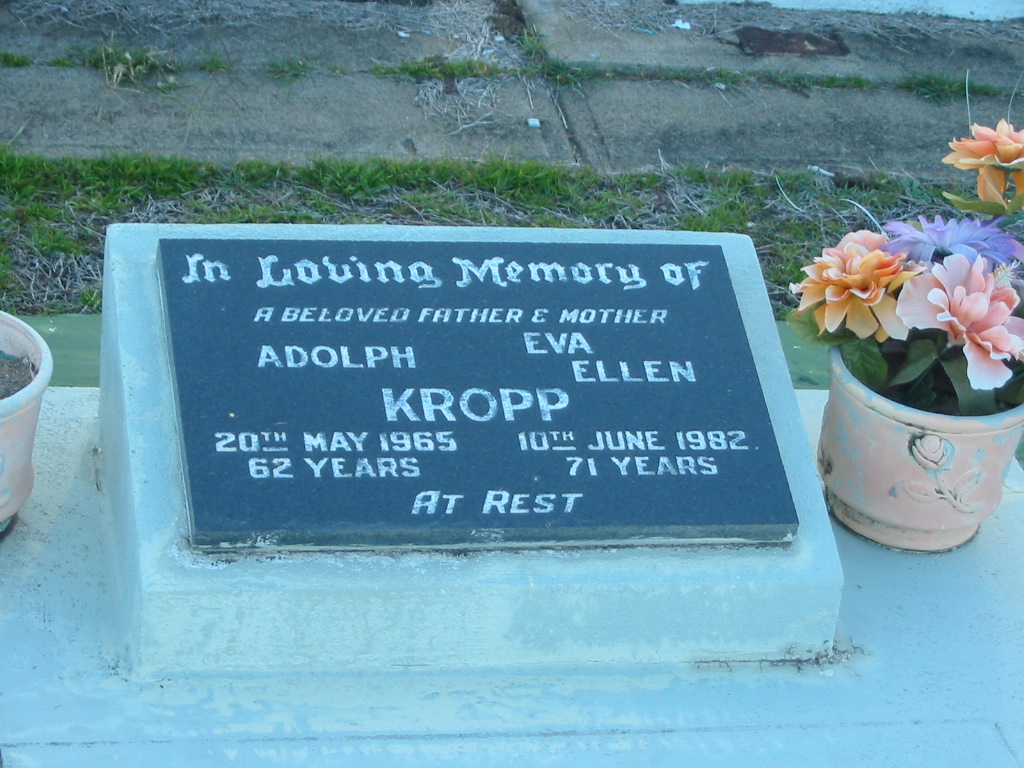 In Loving Memory of
A BELOVED FATHER & MOTHER
ADOLPH EVA ELLEN
KROPP
20TH MAY 1965 10TH JUNE 1982
62 YEARS 71 YEARS
AT REST